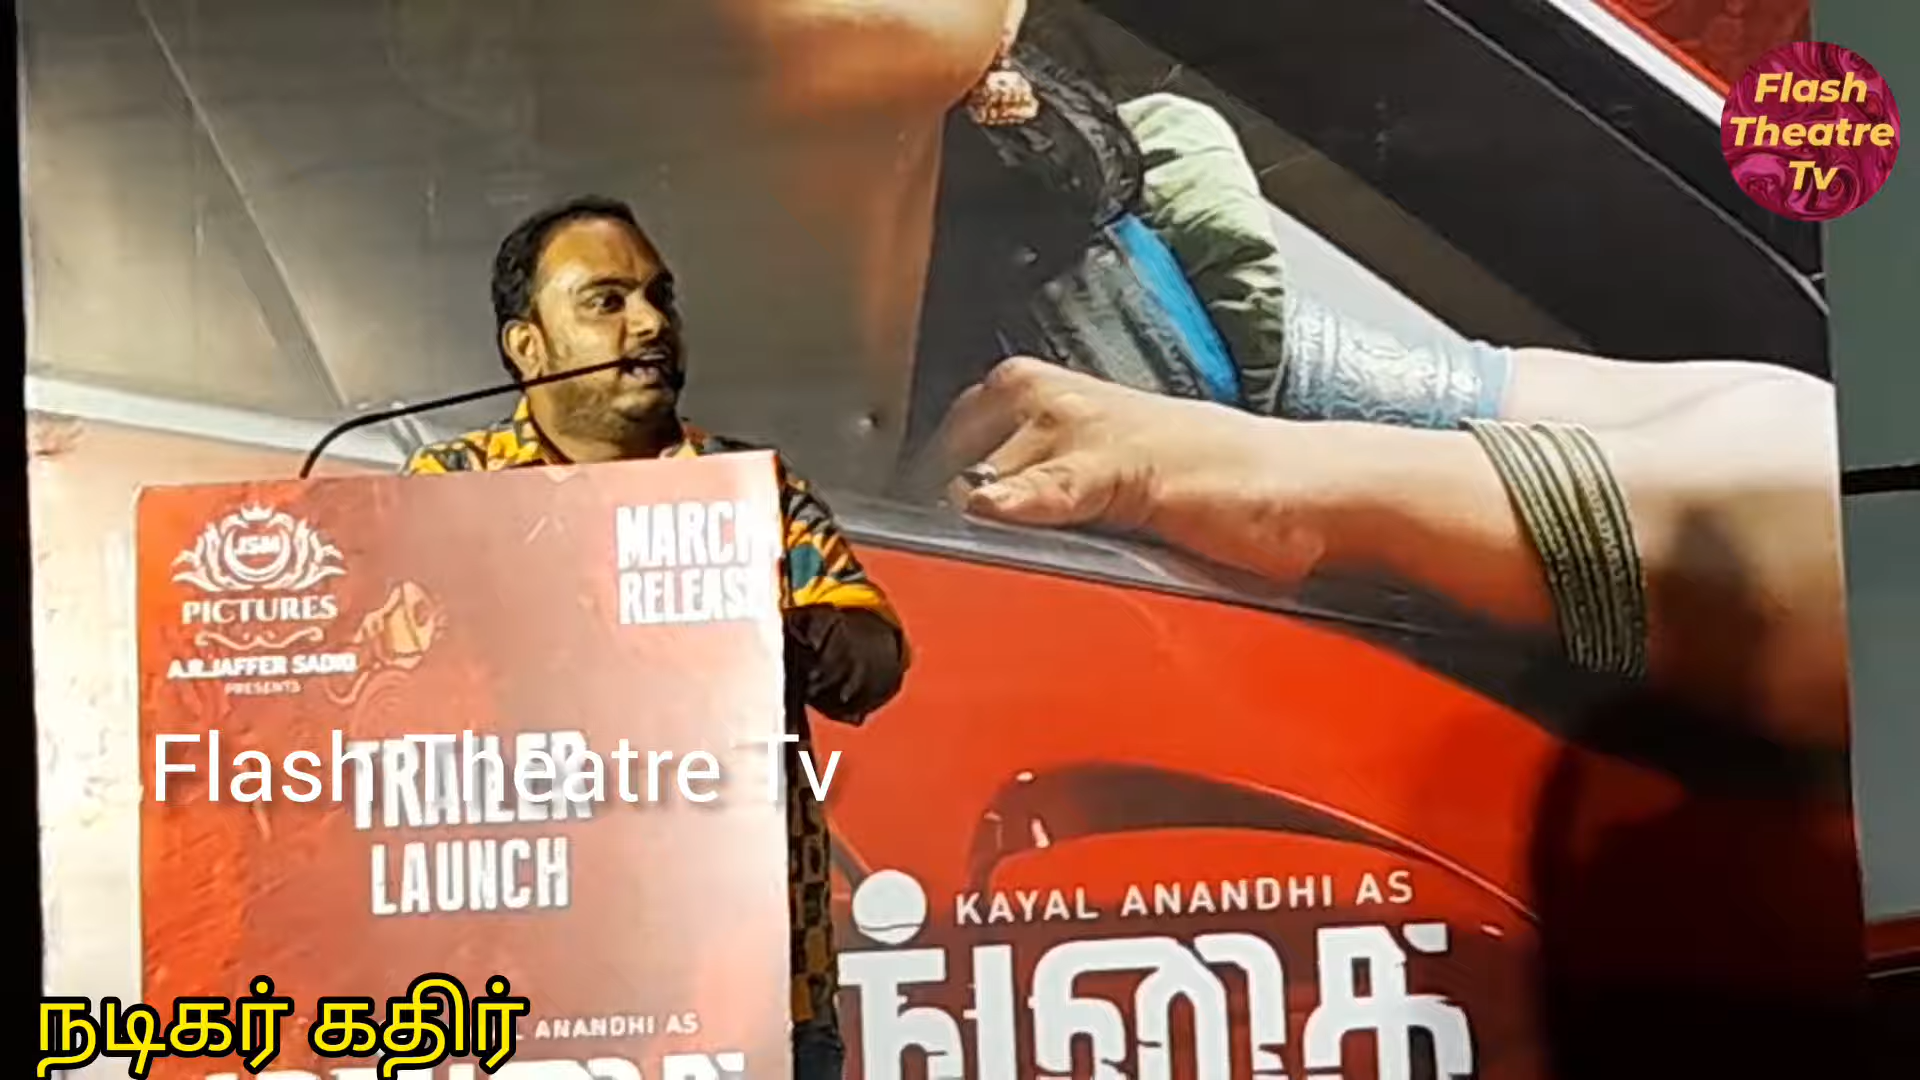 Flash
Theatre
Tv
MARCH
RELEASE
JSM
PICTURES
A.R.JAFFER SADIQ
PRESENTS
Flash Theatre Tv
TRAILER
LAUNCH
KAYAL ANANDHI AS
ங்கை
நடிகர் கதிர்
ANANDHI AS